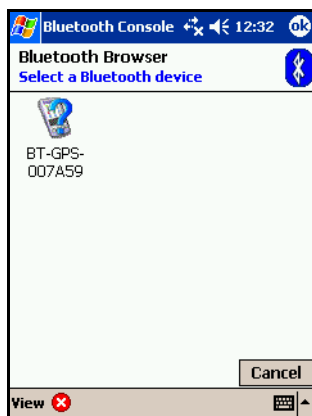 Bluetooth Console 12:32 ok
Bluetooth Browser
Select a Bluetooth device
BT-GPS-
007A59
Cancel
View